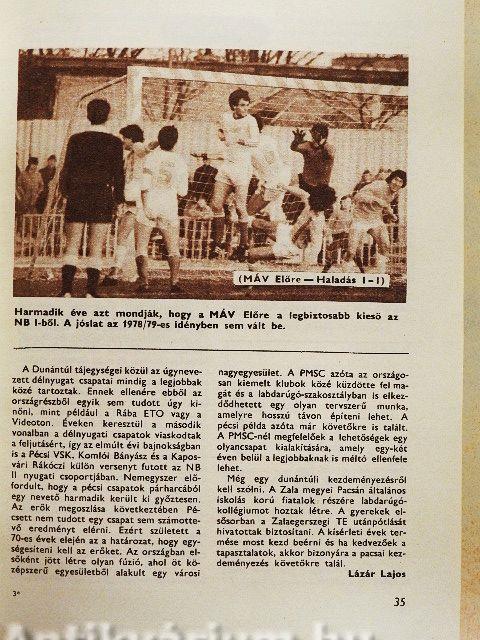 (MÁV Előre — Haladás 1–1)
Harmadik éve azt mondják, hogy a MÁV Előre a legbiztosabb kieső az
NB I-ből. A jóslat az 1978/79-es idényben sem vált be.
A Dunántúl tájegységei közül az úgyneve-
zett délnyugat csapatai mindig a legjobbak
közé tartoztak. Ennek ellenére ebből az
országrészből egyik sem tudott úgy ki-
nőni, mint például a Rába ETO vagy a
Videoton. Éveken keresztül a második
vonalban a délnyugati csapatok viaskodtak
a feljutásért, így az elmúlt évi bajnokságban
is a Pécsi VSK, Komlói Bányász és a Kapos-
vári Rákóczi külön versenyt futott az NB
II nyugati csoportjában. Nemegyszer elő-
fordult, hogy a pécsi csapatok párharcából
egy nevető harmadik került ki győztesen.
Az erők megoszlása következtében Pé-
csett nem tudott egy csapat sem számotte-
vő eredményt elérni. Ezért született a
70-es évek elején az a határozat, hogy egy-
ségesíteni kell az erőket. Az országban el-
sőként jött létre olyan fúzió, ahol öt kö-
zépszerű egyesületből alakult egy városi
nagyegyesület. A PMSC azóta az országo-
san kiemelt klubok közé küzdötte fel ma-
gát és a labdarúgó-szakosztályban is elkez-
dődhetett egy olyan tervszerű munka,
amelyre hosszú távon építeni lehet. A
pécsi példa azóta már követőkre is talált.
A PMSC-nél megfelelőek a lehetőségek egy
olyancsapat kialakítására, amely egy-két
éven belül a legjobbaknak is méltó ellenfele
lehet.
Még egy dunántúli kezdeményezésről
kell szólni. A Zala megyei Pacsán általános
iskolás korú fiatalok részére labdarúgó-
kollégiumot hoztak létre. A gyerekek el-
sősorban a Zalaegerszegi TE utánpótlását
hivatottak biztosítani. A kísérleti évek ter-
mése most kezd beérni és ha kedvezőek a
tapasztalatok, akkor bizonyára a pacsai kez-
deményezés követőkre talál.
Lázár Lajos
3*
35
Antikvárium.hu